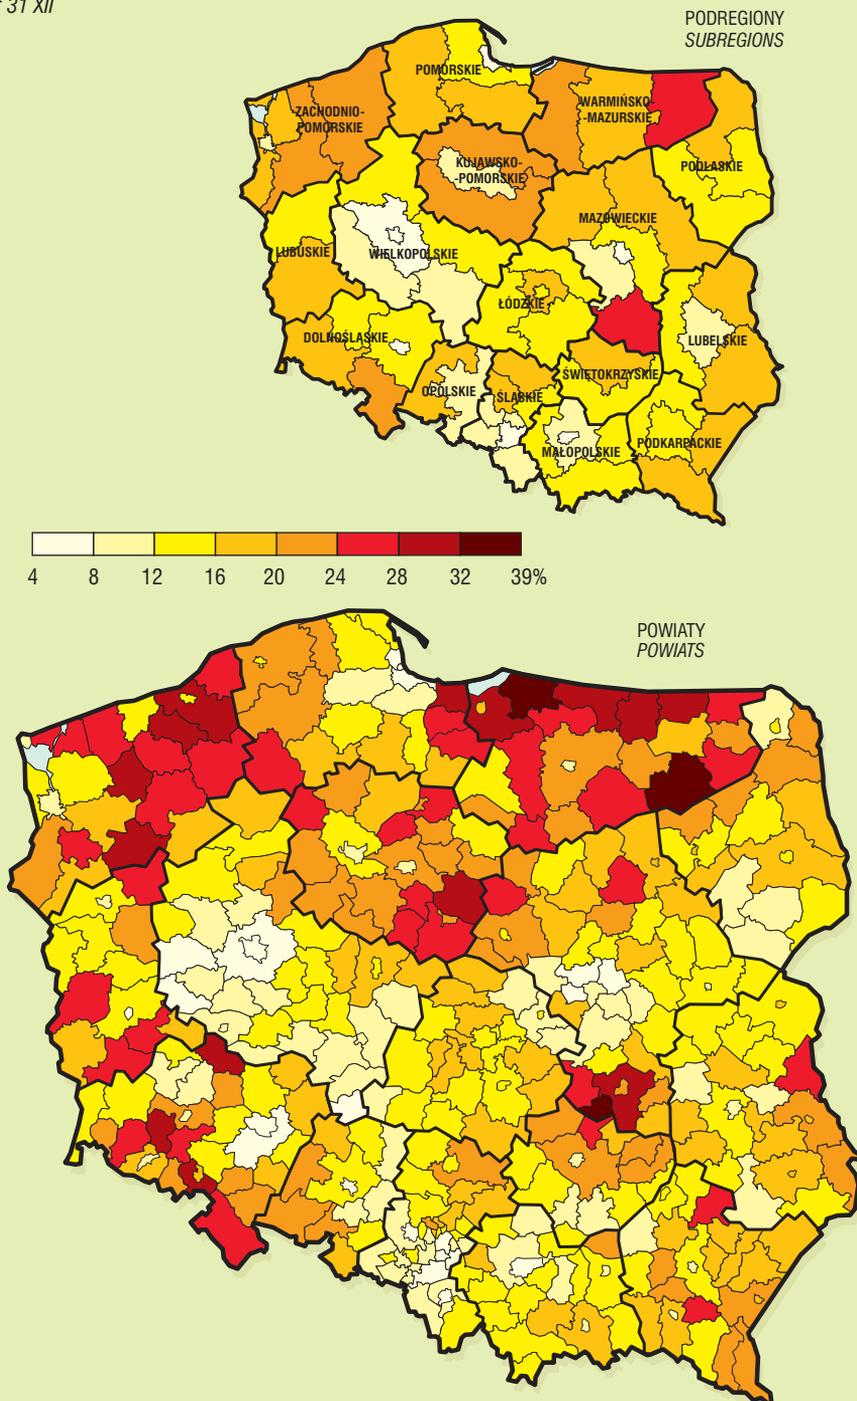 31 XII
PODREGIONY
SUBREGIONS
POMORSKIE
ZACHODNIO-
-POMORSKIE
WARMIŃSKO-
-MAZURSKIE
KUJAWSKO-
-POMORSKIE
PODLASKIE
MAZOWIECKIE
LUBUSKIE
WIELKOPOLSKIE
ŁÓDZKIE
DOLNOŚLĄSKIE
LUBELSKIE
ŚWIĘTOKRZYSKIE
OPOLSKIE
ŚLĄSKIE
PODKARPACKIE
MAŁOPOLSKIE
4 8 12 16 20 24 28 32 39%
POWIATY
POWIATS